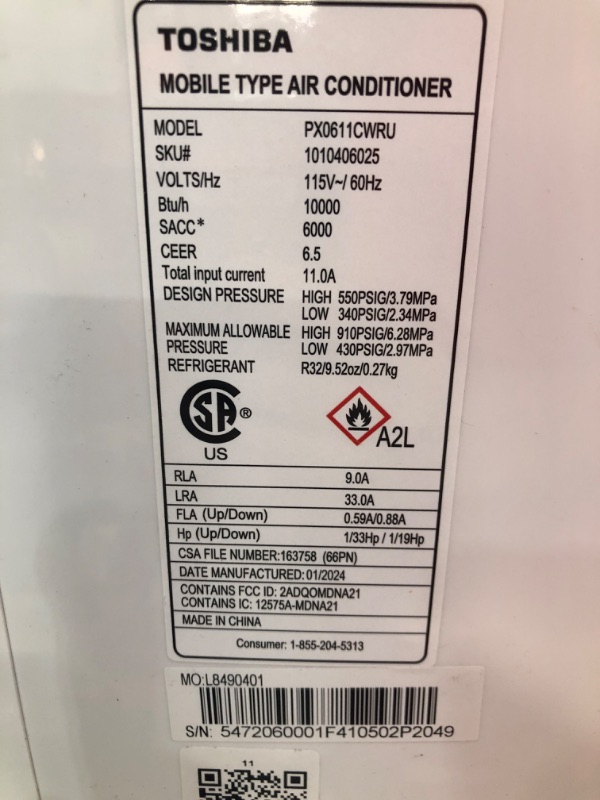 TOSHIBA
MOBILE TYPE AIR CONDITIONER
MODEL PX0611CWRU
SKU# 1010406025
VOLTS/Hz 115V~/ 60Hz
Btu/h 10000
SACC* 6000
CEER 6.5
Total input current 11.0A
DESIGN PRESSURE HIGH 550PSIG/3.79MPa
LOW 340PSIG/2.34MPa
MAXIMUM ALLOWABLE HIGH 910PSIG/6.28MPa
PRESSURE LOW 430PSIG/2.97MPa
REFRIGERANT R32/9.52oz/0.27kg
SA ®
US
A2L
RLA 9.0A
LRA 33.0A
FLA (Up/Down) 0.59A/0.88A
Hp (Up/Down) 1/33Hp / 1/19Hp
CSA FILE NUMBER:163758 (66PN)
DATE MANUFACTURED:01/2024
CONTAINS FCC ID: 2ADQOMDNA21
CONTAINS IC: 12575A-MDNA21
MADE IN CHINA
Consumer: 1-855-204-5313
MO:L8490401
S/N: 5472060001F410502P2049
11